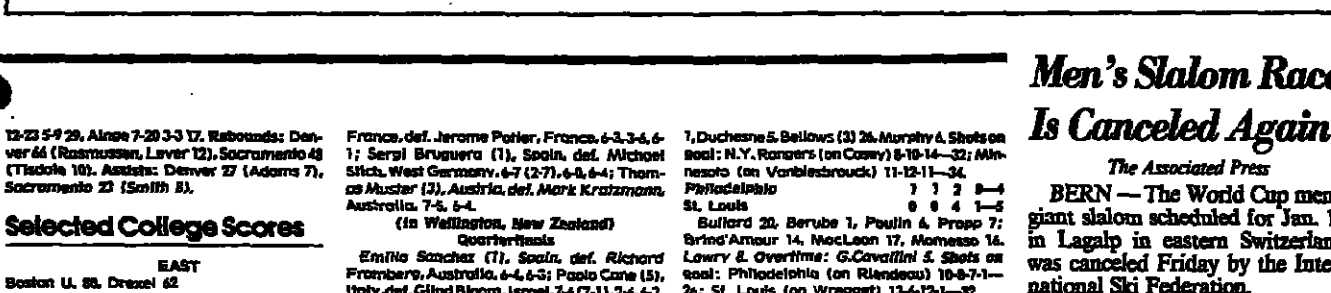 12-23 5-9 29, Ainge 7-20 3-3 17. Rebounds: Den-
ver 66 (Rasmussen, Lever 12), Sacramento 48
(Tisdale 10). Assists: Denver 27 (Adams 7),
Sacramento 23 (Smith 8).
Selected College Scores
EAST
Boston U. 88, Drexel 62
France, def. Jerome Potier, France, 6-3, 3-6, 6-
1; Sergi Bruguera (1), Spain, def. Michael
Stich, West Germany, 6-7 (2-7), 6-0, 6-4; Thom-
as Muster (3), Austria, def. Mark Kratzmann,
Australia, 7-5, 6-4.
(in Wellington, New Zealand)
Quarterfinals
Emilio Sanchez (1), Spain, def. Richard
Fromberg, Australia, 6-4, 6-3; Paolo Cane (5),
Italy, def. Gilad Bloom, Israel, 7-6 (7-1),
1, Duchesne 5, Bellows (3) 26, Murphy 6. Shots on
goal: N.Y. Rangers (on Casey) 8-10-14—32; Min-
nesota (on Vanbiesbrouck) 11-12-11—34.
Philadelphia 1 1 2 0—4
St. Louis 0 0 4 1—5
Bullard 20, Berube 1, Poulin 6, Propp 7;
Brind'Amour 14, MacLean 17, Momesso 16.
Lowry 8. Overtime: G.Cavallini 5. Shots on
goal: Philadelphia (on Riendeau) 10-8-7-1—
26; St. Louis (on Wregget) 13-6-12-1—32
Men's Slalom Race
Is Canceled Again
The Associated Press
BERN — The World Cup men
giant slalom scheduled for Jan. 1
in Lagalp in eastern Switzerlan
was canceled Friday by the Inte
national Ski Federation.